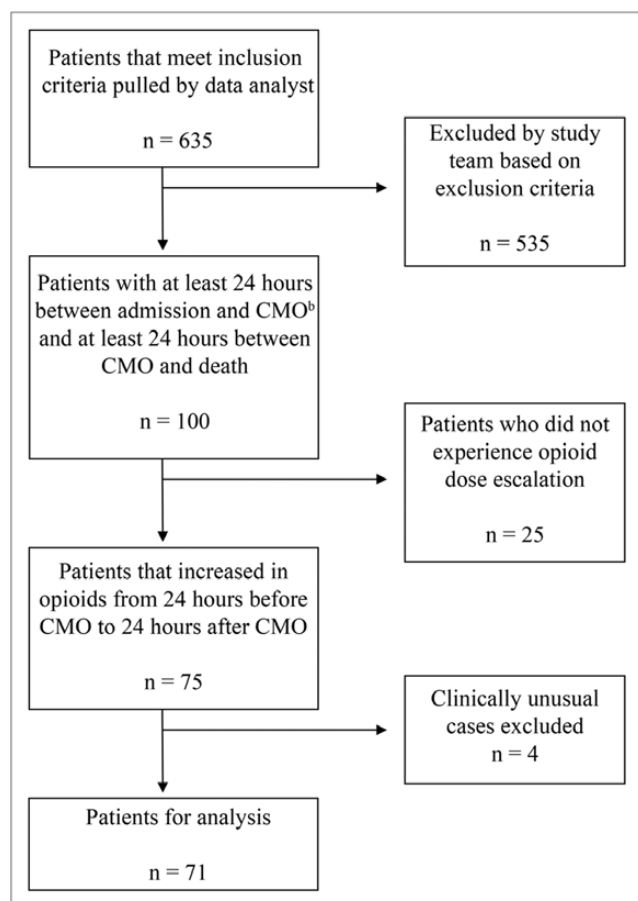 Patients that meet inclusion
criteria pulled by data analyst
n = 635
Excluded by study
team based on
exclusion criteria
n = 535
Patients with at least 24 hours
between admission and CMOᵇ
and at least 24 hours between
CMO and death
n = 100
Patients who did not
experience opioid
dose escalation
n = 25
Patients that increased in
opioids from 24 hours before
CMO to 24 hours after CMO
n = 75
Clinically unusual
cases excluded
n = 4
Patients for analysis
n = 71